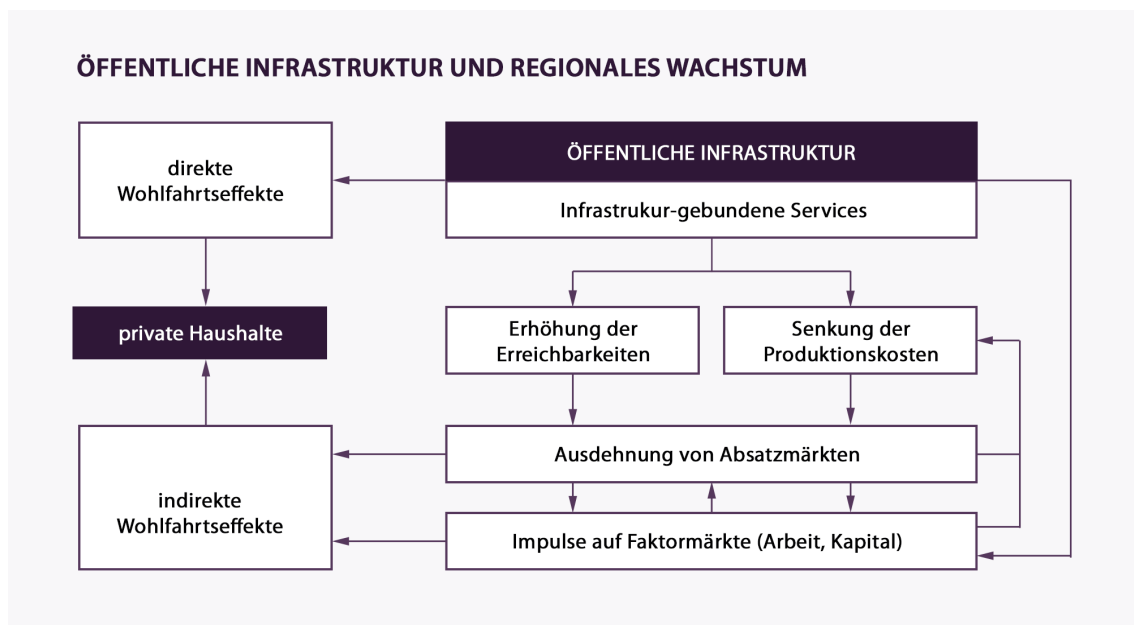 ÖFFENTLICHE INFRASTRUKTUR UND REGIONALES WACHSTUM
direkte
Wohlfahrtseffekte
ÖFFENTLICHE INFRASTRUKTUR
Infrastrukur-gebundene Services
private Haushalte
Erhöhung der
Erreichbarkeiten
Senkung der
Produktionskosten
Ausdehnung von Absatzmärkten
indirekte
Wohlfahrtseffekte
Impulse auf Faktormärkte (Arbeit, Kapital)